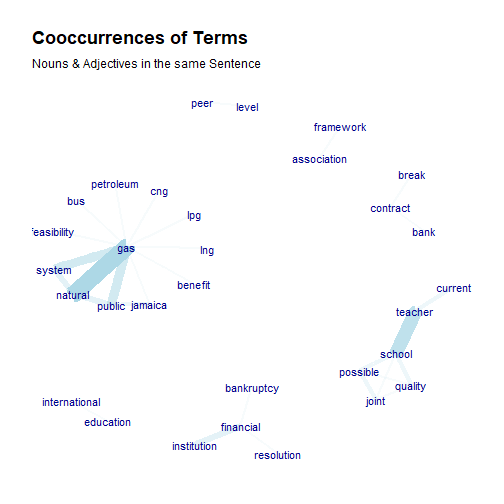 Cooccurrences of Terms
Nouns & Adjectives in the same Sentence
peer
level
framework
association
break
petroleum
cng
bus
contract
lpg
feasibility
bank
gas
lng
system
benefit
current
natural
public
jamaica
teacher
school
possible
quality
bankruptcy
joint
international
education
financial
institution
resolution